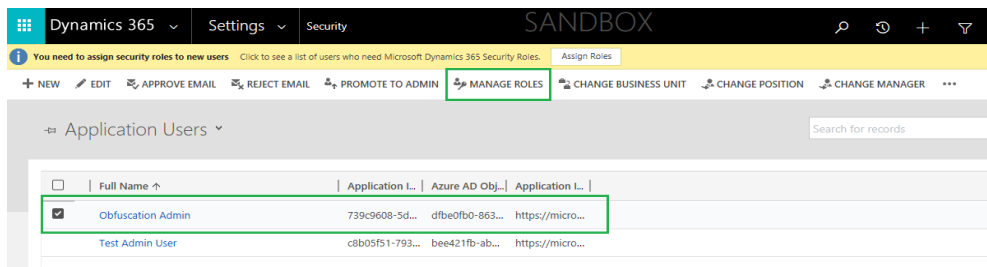 Dynamics 365 Settings Security SANDBOX
You need to assign security roles to new users Click to see a list of users who need Microsoft Dynamics 365 Security Roles. Assign Roles
NEW EDIT APPROVE EMAIL REJECT EMAIL PROMOTE TO ADMIN MANAGE ROLES CHANGE BUSINESS UNIT CHANGE POSITION CHANGE MANAGER ...
Application Users Search for records
Full Name ↑ Application I... Azure AD Obj... Application I...
Obfuscation Admin 739c9608-5d... dfbe0fb0-863... https://micro...
Test Admin User c8b05f51-793... bee421fb-ab... https://micro...